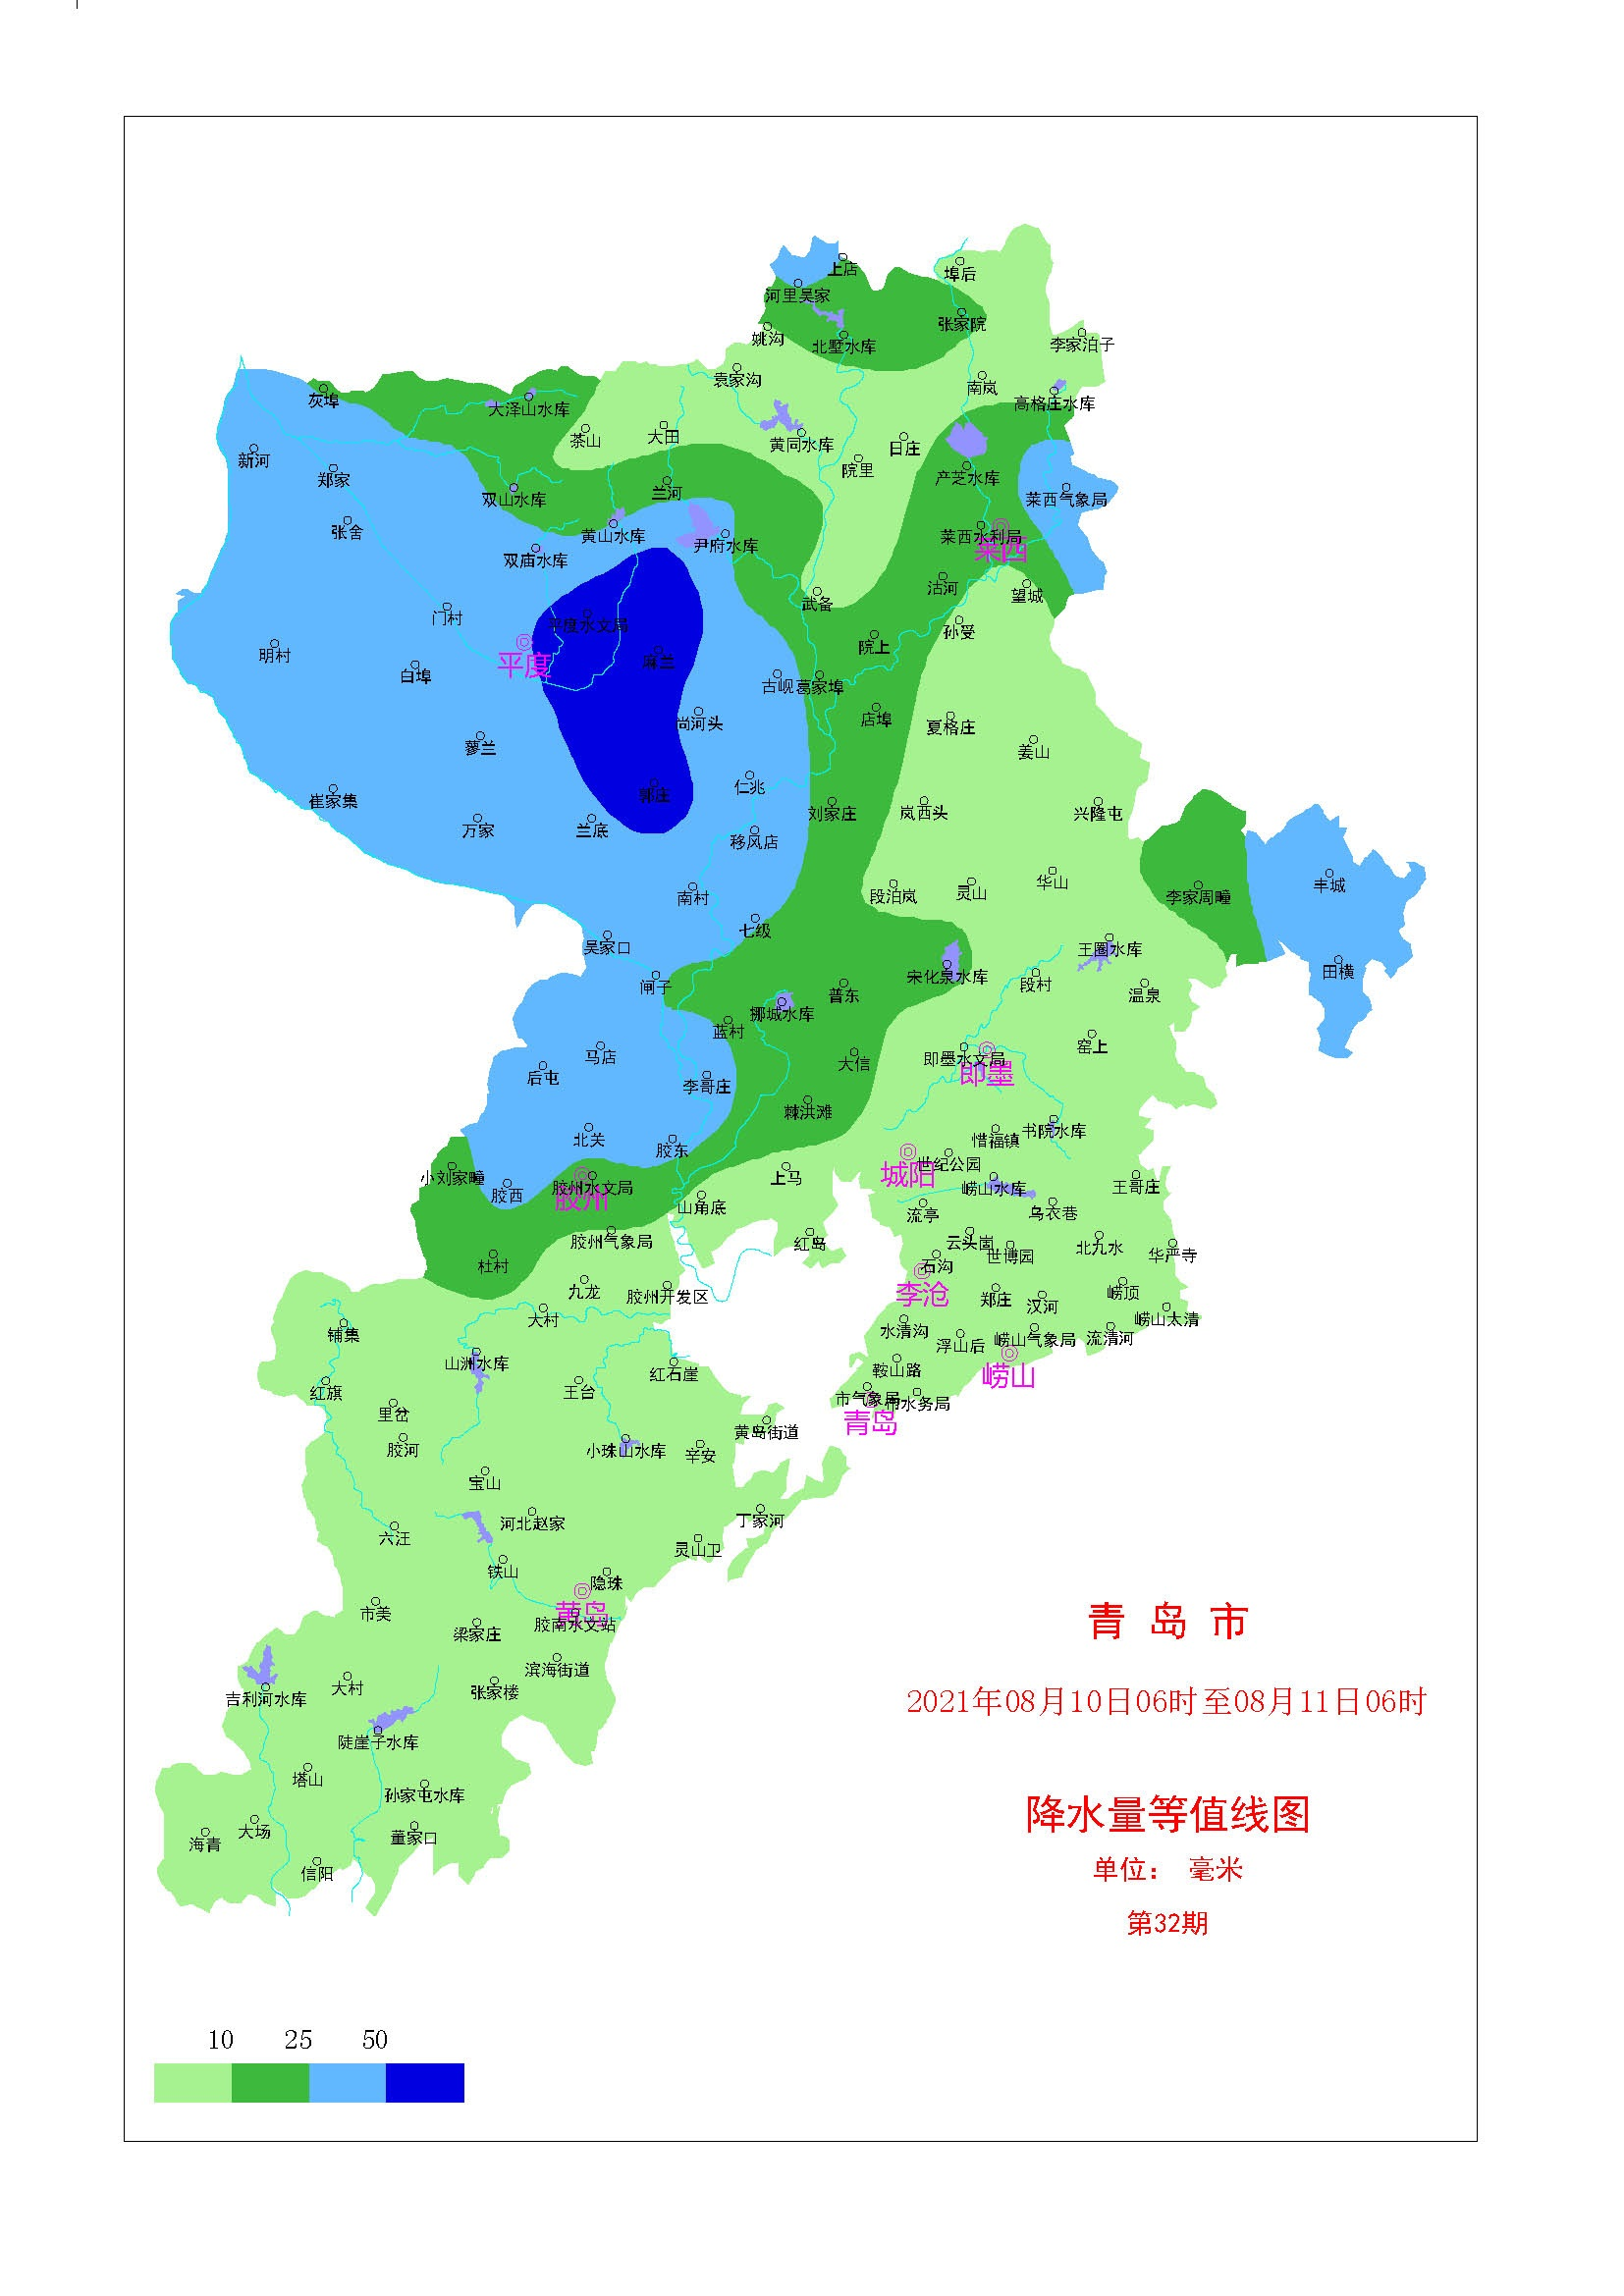 上店
埠后
河里吴家
张家院
姚沟
北墅水库
李家泊子
袁家沟
南岚
灰埠
大泽山水库
高格庄水库
茶山
大田
黄同水库
日庄
新河
郑家
院里
产芝水库
双山水库
兰河
莱西气象局
张舍
黄山水库
尹府水库
莱西水利局
莱西
双庙水库
沽河
望城
武备
门村
平度水文局
孙受
明村
平度
麻兰
院上
白埠
古岘
葛家埠
尚河头
店埠
夏格庄
蓼兰
姜山
崔家集
郭庄
仁兆
万家
兰底
刘家庄
岚西头
兴隆屯
移风店
南村
段泊岚
灵山
华山
李家周疃
丰城
七级
吴家口
王圈水库
闸子
宋化泉水库
段村
田横
普东
温泉
挪城水库
蓝村
马店
后屯
大信
即墨水文局
即墨
窑上
李哥庄
棘洪滩
北关
胶东
惜福镇
书院水库
小刘家疃
胶西
胶州水文局
胶州
上马
城阳
世纪公园
崂山水库
王哥庄
山角底
流亭
乌衣巷
胶州气象局
红岛
云头崮
世博园
北九水
华严寺
杜村
石沟
九龙
胶州开发区
李沧
郑庄
汉河
崂顶
大村
崂山太清
铺集
水清沟
浮山后
崂山气象局
流清河
山洲水库
红石崖
鞍山路
崂山
红旗
王台
市气象局
市水务局
里岔
青岛
黄岛街道
胶河
小珠山水库
辛安
宝山
河北赵家
丁家河
六汪
灵山卫
铁山
隐珠
市美
黄岛
梁家庄
胶南水文站
滨海街道
吉利河水库
大村
张家楼
陡崖子水库
塔山
孙家屯水库
海青
大场
董家口
信阳
青 岛 市
2021年08月10日06时至08月11日06时
降水量等值线图
单位： 毫米
第32期
10 25 50